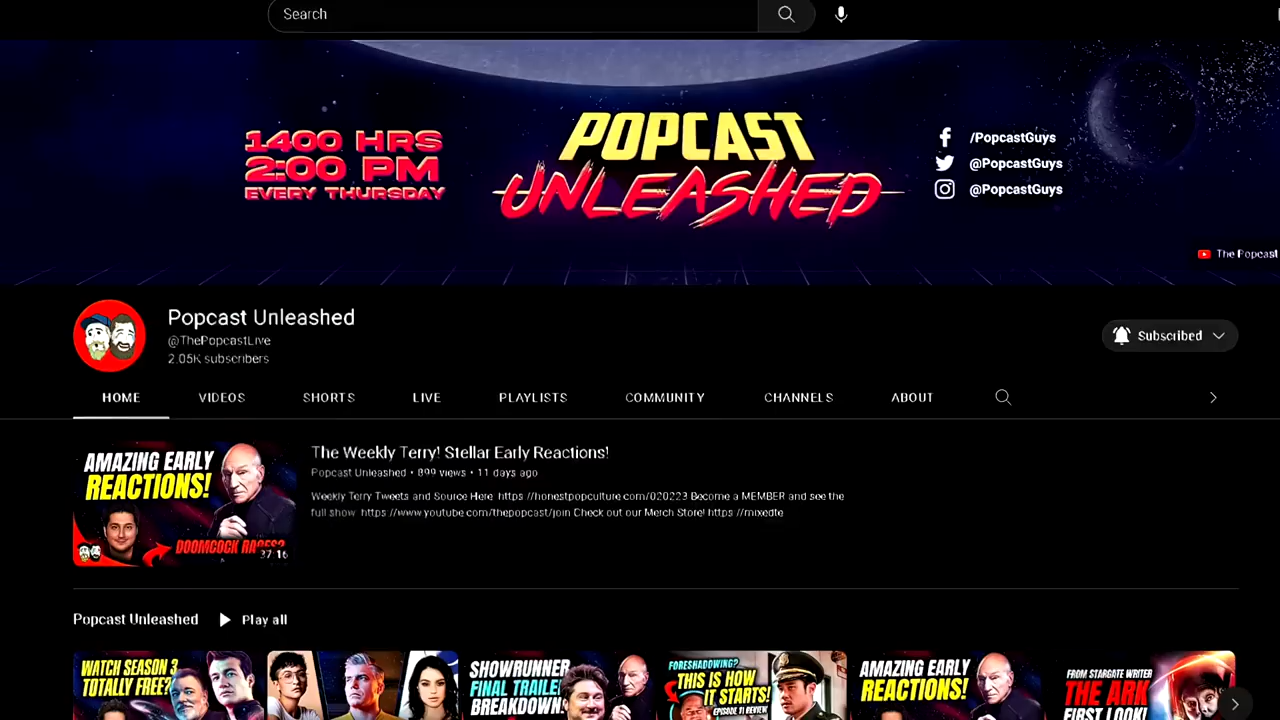 Search
1400 HRS
2:00 PM
EVERY THURSDAY
POPCAST
UNLEASHED
/PopcastGuys
@PopcastGuys
@PopcastGuys
The Popcast
Popcast Unleashed
@ThePopcastLive
2.05K subscribers
Subscribed
HOME VIDEOS SHORTS LIVE PLAYLISTS COMMUNITY CHANNELS ABOUT
AMAZING EARLY
REACTIONS!
DOOMCOCK RAGES?
37:16
The Weekly Terry! Stellar Early Reactions!
Popcast Unleashed • 899 views • 11 days ago
Weekly Terry Tweets and Source Here https://honestpopculture.com/020223 Become a MEMBER and see the
full show https://www.youtube.com/thepopcast/join Check out our Merch Store! https://mixedte
Popcast Unleashed Play all
WATCH SEASON 3
TOTALLY FREE?
SHOWRUNNER
FINAL TRAILER
BREAKDOWN!
FORESHADOWING?
THIS IS HOW
IT STARTS!
EPISODE 11 REVIEW
AMAZING EARLY
REACTIONS!
FROM STARGATE WRITER
THE ARK
FIRST LOOK!